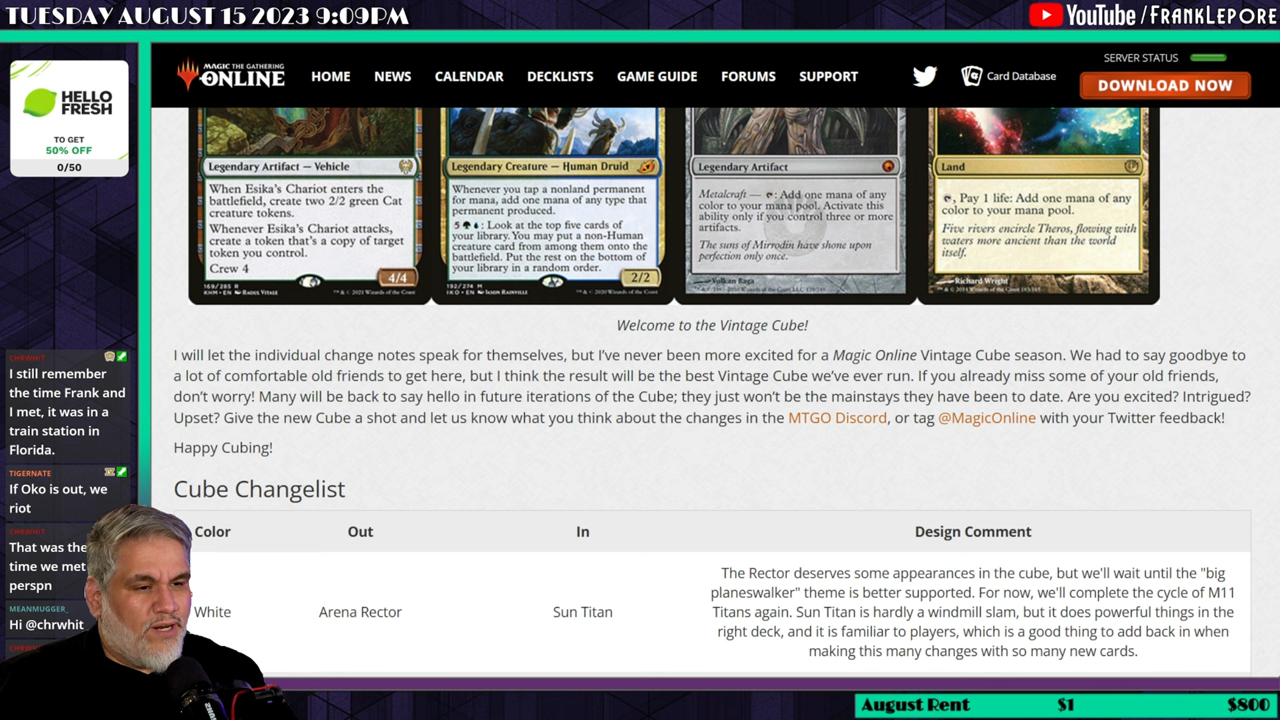 TUESDAY AUGUST 15 2023 9:09PM
YouTube /FRANKLEPORE
HELLO
FRESH
TO GET
50% OFF
0/50
MAGIC THE GATHERING
ONLINE
HOME
NEWS
CALENDAR
DECKLISTS
GAME GUIDE
FORUMS
SUPPORT
Card Database
SERVER STATUS
DOWNLOAD NOW
Legendary Artifact — Vehicle
When Esika's Chariot enters the
battlefield, create two 2/2 green Cat
creature tokens.
Whenever Esika's Chariot attacks,
create a token that's a copy of target
token you control.
Crew 4
4/4
169/285 R
KHM • EN
Legendary Creature — Human Druid
Whenever you tap a nonland permanent
for mana, add one mana of any type that
permanent produced.
5 : Look at the top five cards of
your library. You may put a non-Human
creature card from among them onto the
battlefield. Put the rest on the bottom of
your library in a random order.
2/2
192/274 M
IKO • EN JASON RAINVILLE
Legendary Artifact
Metalcraft — : Add one mana of any
color to your mana pool. Activate this
ability only if you control three or more
artifacts.
The suns of Mirrodin have shone upon
perfection only once.
Volkan Baga
Land
, Pay 1 life: Add one mana of any
color to your mana pool.
Five rivers encircle Theros, flowing with
waters more ancient than the world
itself.
Richard Wright
Welcome to the Vintage Cube!
I will let the individual change notes speak for themselves, but I've never been more excited for a Magic Online Vintage Cube season. We had to say goodbye to
a lot of comfortable old friends to get here, but I think the result will be the best Vintage Cube we've ever run. If you already miss some of your old friends,
don't worry! Many will be back to say hello in future iterations of the Cube; they just won't be the mainstays they have been to date. Are you excited? Intrigued?
Upset? Give the new Cube a shot and let us know what you think about the changes in the MTGO Discord, or tag @MagicOnline with your Twitter feedback!
Happy Cubing!
Cube Changelist
Color Out In Design Comment
White Arena Rector Sun Titan
The Rector deserves some appearances in the cube, but we'll wait until the "big
planeswalker" theme is better supported. For now, we'll complete the cycle of M11
Titans again. Sun Titan is hardly a windmill slam, but it does powerful things in the
right deck, and it is familiar to players, which is a good thing to add back in when
making this many changes with so many new cards.
CHRWHIT
I still remember
the time Frank and
I met, it was in a
train station in
Florida.
TIGERNATE
If Oko is out, we
riot
CHRWHIT
That was the
time we met
perspn
MEANMUGGER_
Hi @chrwhit
August Rent $1 $800